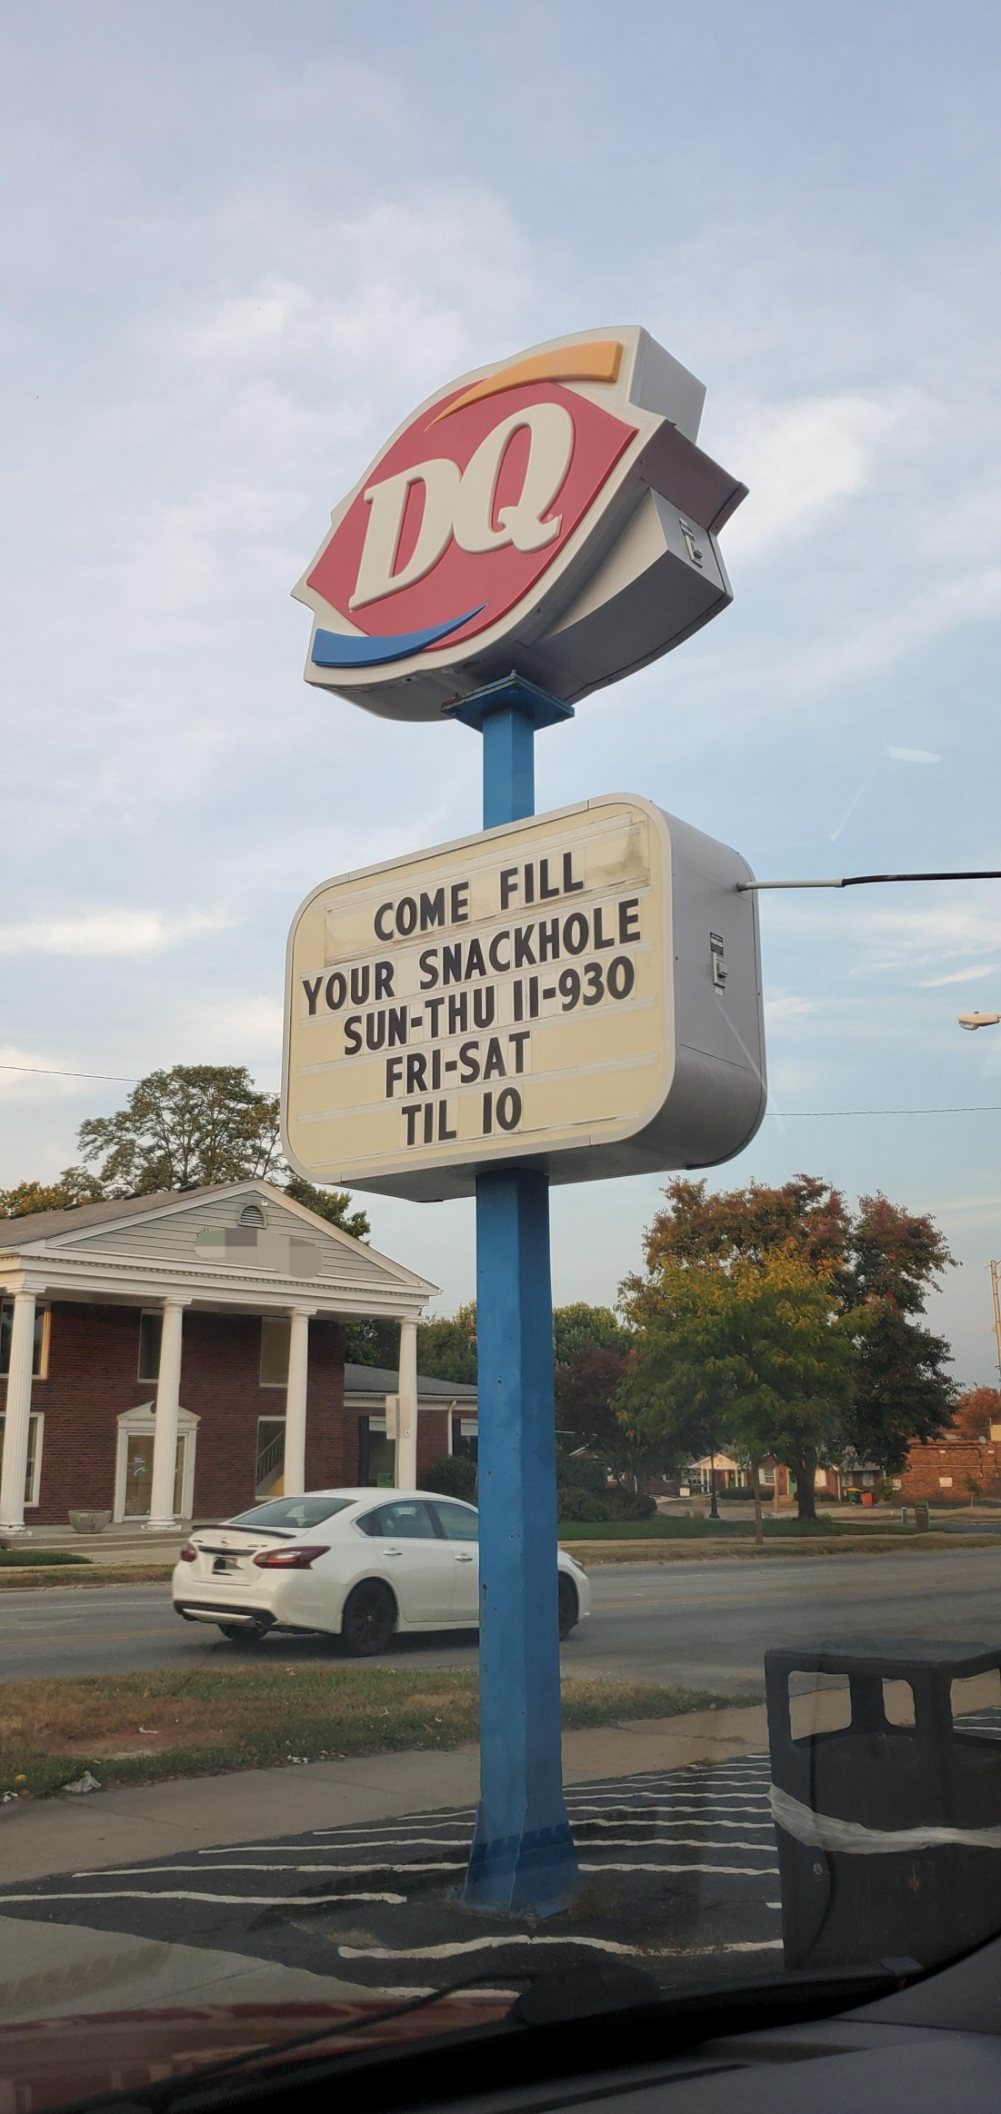 DQ
COME FILL
YOUR SNACKHOLE
SUN-THU 11-930
FRI-SAT
TIL 10